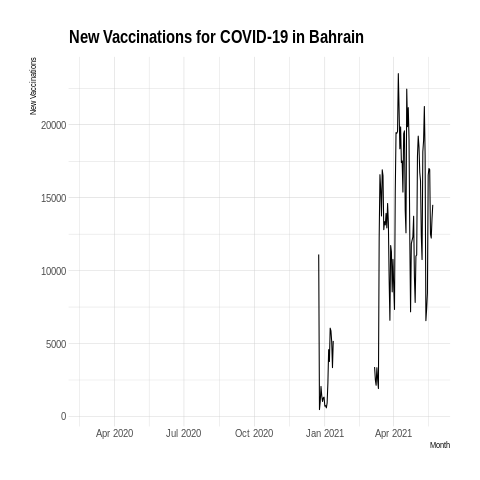 New Vaccinations for COVID-19 in Bahrain
New Vaccinations
20000
15000
10000
5000
0
Apr 2020 Jul 2020 Oct 2020 Jan 2021 Apr 2021
Month